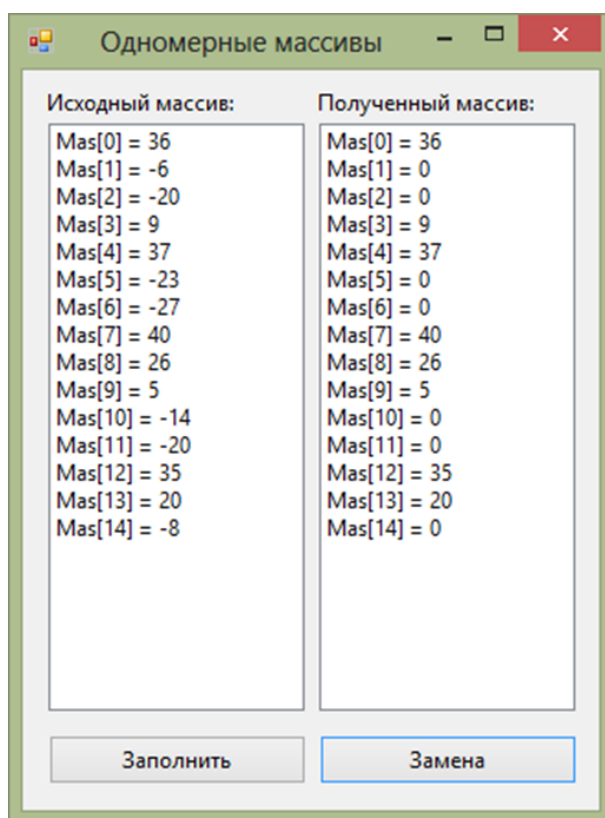 Одномерные массивы
Исходный массив:
Mas[0] = 36
Mas[1] = -6
Mas[2] = -20
Mas[3] = 9
Mas[4] = 37
Mas[5] = -23
Mas[6] = -27
Mas[7] = 40
Mas[8] = 26
Mas[9] = 5
Mas[10] = -14
Mas[11] = -20
Mas[12] = 35
Mas[13] = 20
Mas[14] = -8
Полученный массив:
Mas[0] = 36
Mas[1] = 0
Mas[2] = 0
Mas[3] = 9
Mas[4] = 37
Mas[5] = 0
Mas[6] = 0
Mas[7] = 40
Mas[8] = 26
Mas[9] = 5
Mas[10] = 0
Mas[11] = 0
Mas[12] = 35
Mas[13] = 20
Mas[14] = 0
Заполнить
Замена